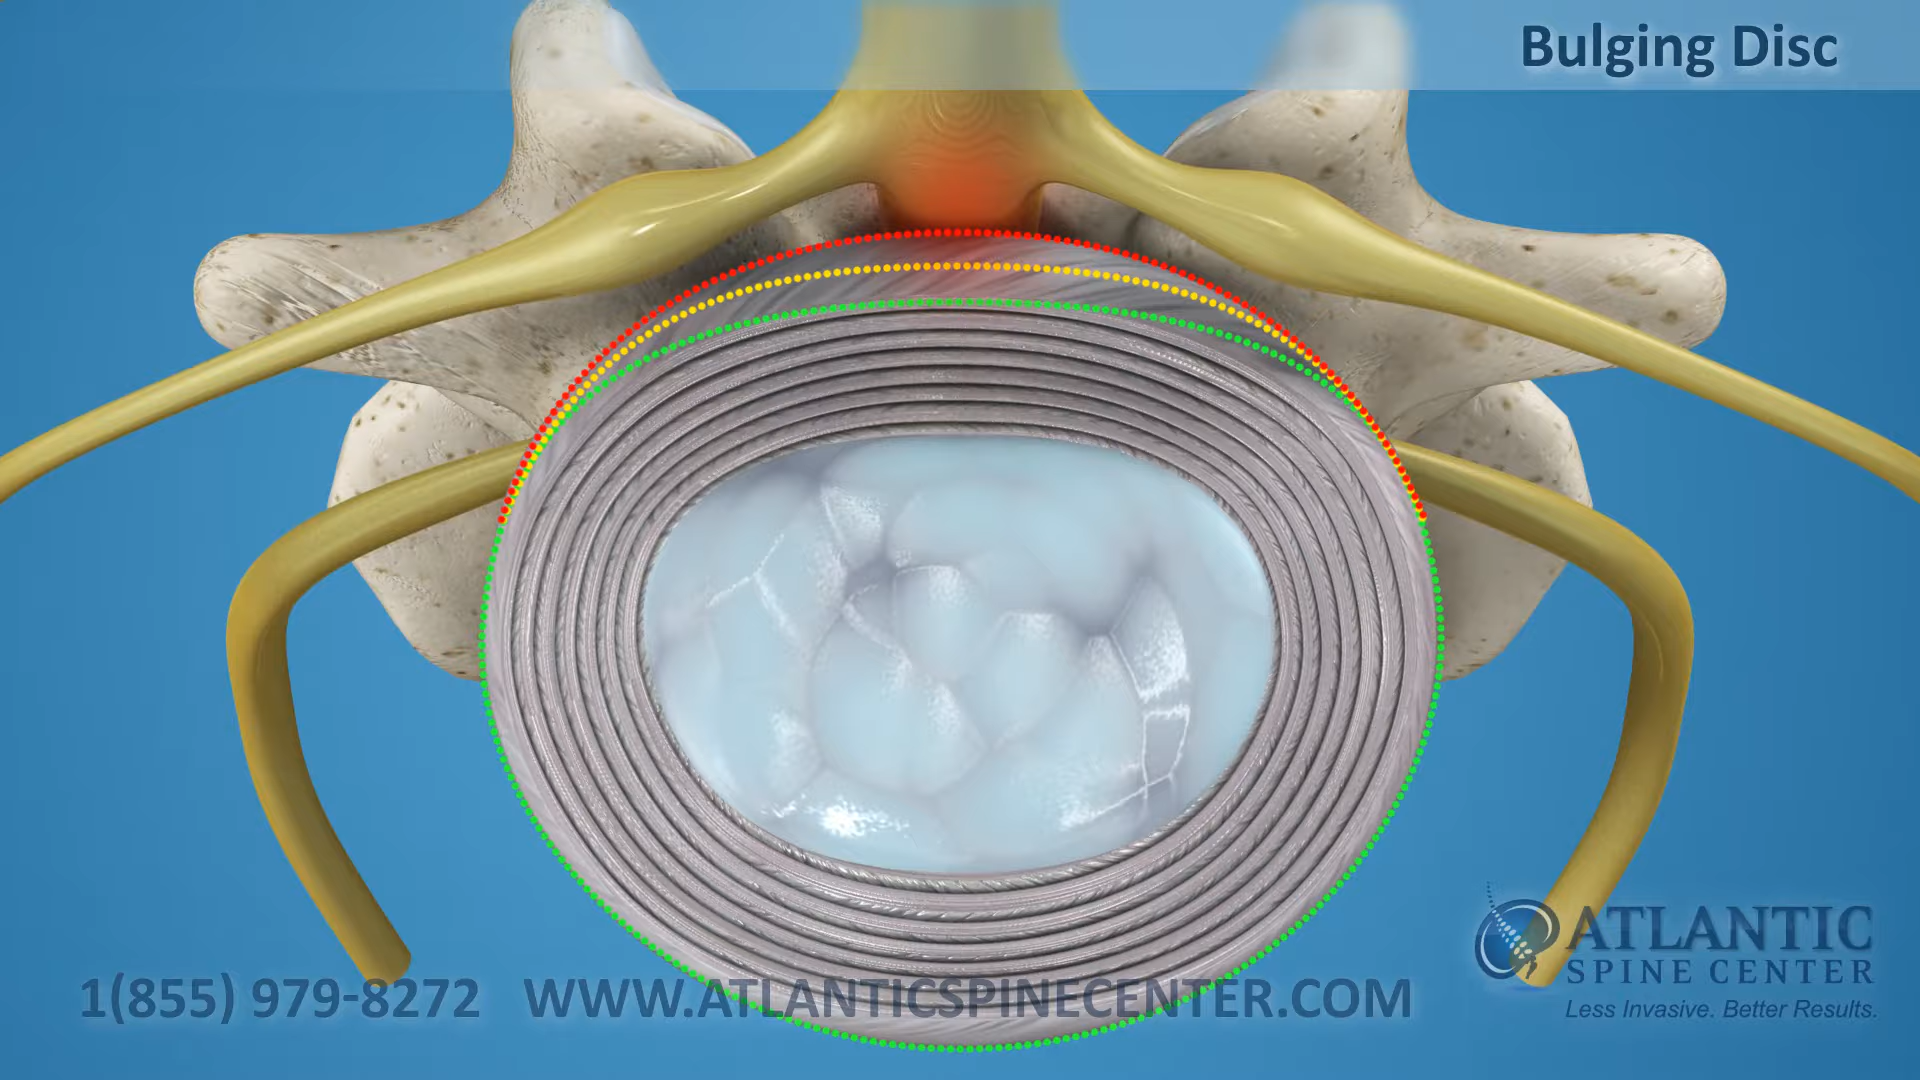 Bulging Disc
ATLANTIC
SPINE CENTER
Less Invasive. Better Results.
1(855) 979-8272 WWW.ATLANTICSPINECENTER.COM